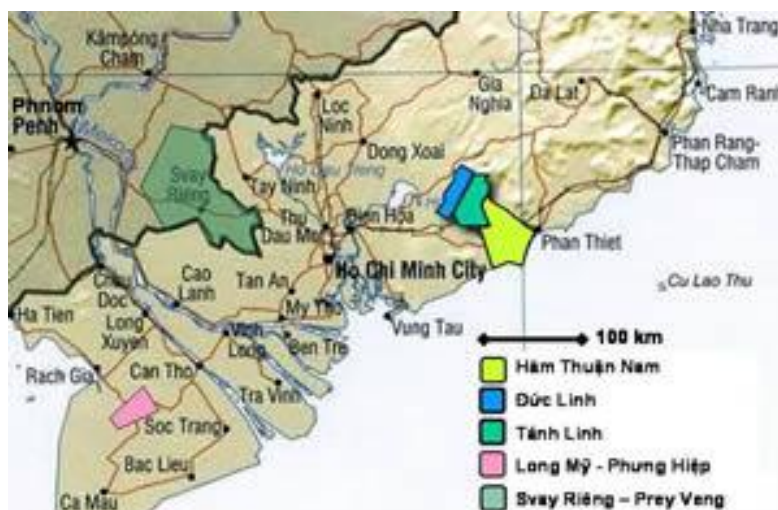 Kâmpóng
Cham
Phnom
Penh
Mekong
Svay
Riĕng
Loc
Ninh
Dong Xoai
Gia
Nghia
Da Lat
Nha Trang
Cam Ranh
Phan Rang-
Thap Cham
Tay Ninh
Thu
Dau Mot
Bien Hoa
Ho Chi Minh City
Phan Thiet
Cu Lao Thu
Vung Tau
Tan An
My Tho
Ben Tre
Cao
Lanh
Chau
Doc
Long
Xuyen
Vinh
Long
Ha Tien
Rach Gia
Can Tho
Tra Vinh
Soc Trang
Bac Lieu
Ca Mau
100 km
Hàm Thuận Nam
Đức Linh
Tánh Linh
Long Mỹ - Phụng Hiệp
Svay Riêng – Prey Veng